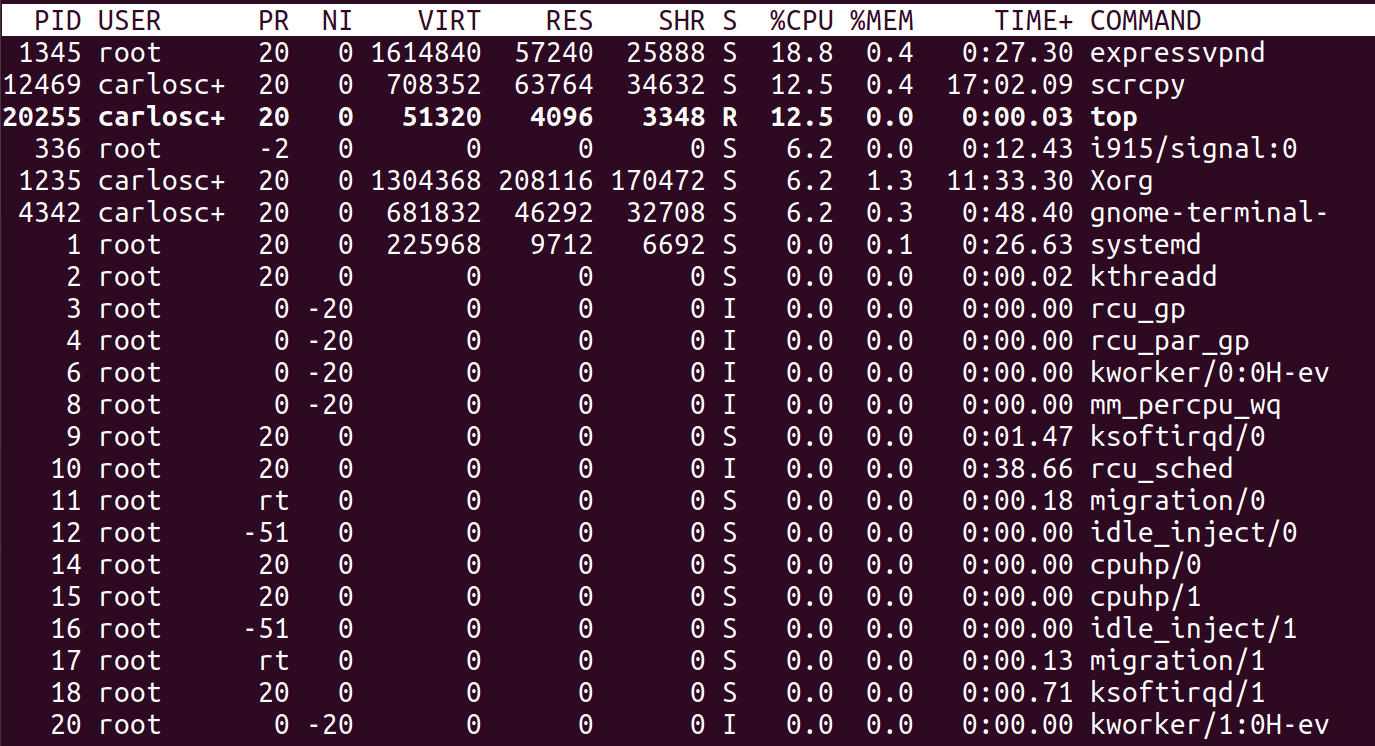 PID USER PR NI VIRT RES SHR S %CPU %MEM TIME+ COMMAND
1345 root 20 0 1614840 57240 25888 S 18.8 0.4 0:27.30 expressvpnd
12469 carlosc+ 20 0 708352 63764 34632 S 12.5 0.4 17:02.09 scrcpy
20255 carlosc+ 20 0 51320 4096 3348 R 12.5 0.0 0:00.03 top
336 root -2 0 0 0 0 S 6.2 0.0 0:12.43 i915/signal:0
1235 carlosc+ 20 0 1304368 208116 170472 S 6.2 1.3 11:33.30 Xorg
4342 carlosc+ 20 0 681832 46292 32708 S 6.2 0.3 0:48.40 gnome-terminal-
1 root 20 0 225968 9712 6692 S 0.0 0.1 0:26.63 systemd
2 root 20 0 0 0 0 S 0.0 0.0 0:00.02 kthreadd
3 root 0 -20 0 0 0 I 0.0 0.0 0:00.00 rcu_gp
4 root 0 -20 0 0 0 I 0.0 0.0 0:00.00 rcu_par_gp
6 root 0 -20 0 0 0 I 0.0 0.0 0:00.00 kworker/0:0H-ev
8 root 0 -20 0 0 0 I 0.0 0.0 0:00.00 mm_percpu_wq
9 root 20 0 0 0 0 S 0.0 0.0 0:01.47 ksoftirqd/0
10 root 20 0 0 0 0 I 0.0 0.0 0:38.66 rcu_sched
11 root rt 0 0 0 0 S 0.0 0.0 0:00.18 migration/0
12 root -51 0 0 0 0 S 0.0 0.0 0:00.00 idle_inject/0
14 root 20 0 0 0 0 S 0.0 0.0 0:00.00 cpuhp/0
15 root 20 0 0 0 0 S 0.0 0.0 0:00.00 cpuhp/1
16 root -51 0 0 0 0 S 0.0 0.0 0:00.00 idle_inject/1
17 root rt 0 0 0 0 S 0.0 0.0 0:00.13 migration/1
18 root 20 0 0 0 0 S 0.0 0.0 0:00.71 ksoftirqd/1
20 root 0 -20 0 0 0 I 0.0 0.0 0:00.00 kworker/1:0H-ev